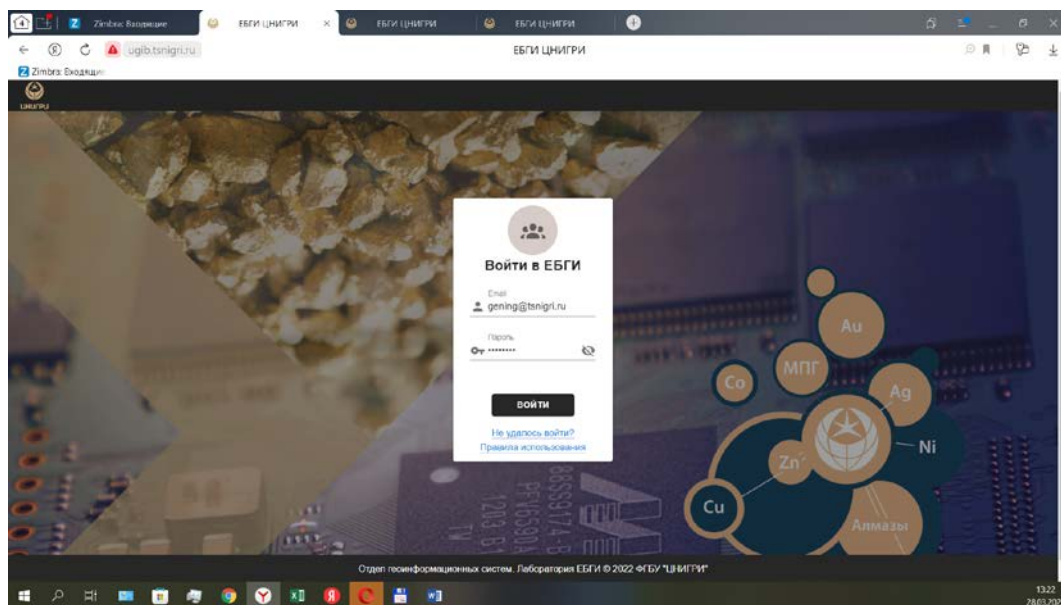 Zimbra: Входящие
ЕБГИ ЦНИГРИ
ЕБГИ ЦНИГРИ
ЕБГИ ЦНИГРИ
ugib.tsnigri.ru
ЕБГИ ЦНИГРИ
Zimbra: Входящие
ЦНИГРИ
Войти в ЕБГИ
Email
gening@tsnigri.ru
Пароль
ВОЙТИ
Не удалось войти?
Правила использования
Au
МПГ
Co
Ag
Ni
Zn
Cu
Алмазы
Отдел геоинформационных систем. Лаборатория ЕБГИ © 2022 ФГБУ "ЦНИГРИ"
13:22